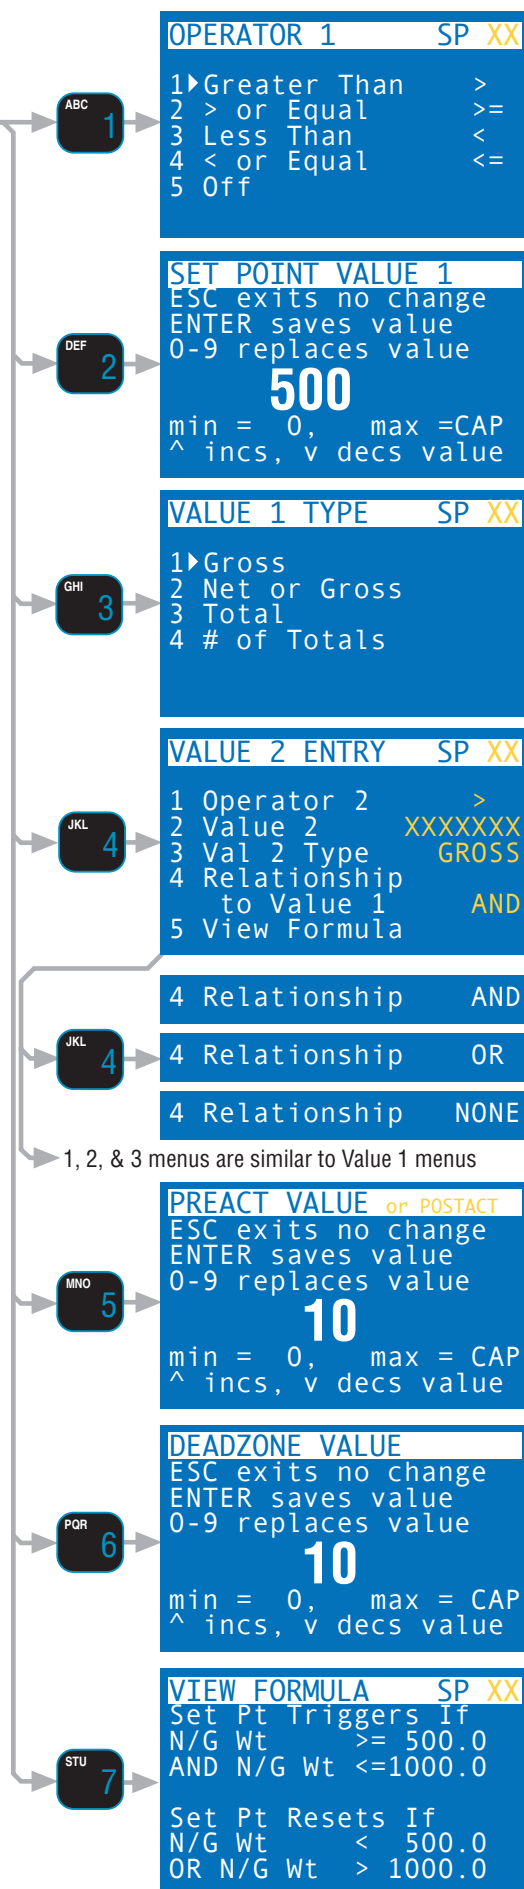 OPERATOR 1 SP XX
ABC 1
1 Greater Than >
2 > or Equal >=
3 Less Than <
4 < or Equal <=
5 Off
SET POINT VALUE 1
ESC exits no change
ENTER saves value
DEF 2
0-9 replaces value
500
min = 0, max =CAP
^ incs, v decs value
VALUE 1 TYPE SP XX
GHI 3
1 Gross
2 Net or Gross
3 Total
4 # of Totals
VALUE 2 ENTRY SP XX
JKL 4
1 Operator 2 >
2 Value 2 XXXXXXX
3 Val 2 Type GROSS
4 Relationship
to Value 1 AND
5 View Formula
4 Relationship AND
JKL 4
4 Relationship OR
4 Relationship NONE
1, 2, & 3 menus are similar to Value 1 menus
PREACT VALUE or POSTACT
ESC exits no change
ENTER saves value
MNO 5
0-9 replaces value
10
min = 0, max = CAP
^ incs, v decs value
DEADZONE VALUE
ESC exits no change
ENTER saves value
PQR 6
0-9 replaces value
10
min = 0, max = CAP
^ incs, v decs value
VIEW FORMULA SP XX
Set Pt Triggers If
N/G Wt >= 500.0
STU 7
AND N/G Wt <=1000.0
Set Pt Resets If
N/G Wt < 500.0
OR N/G Wt > 1000.0